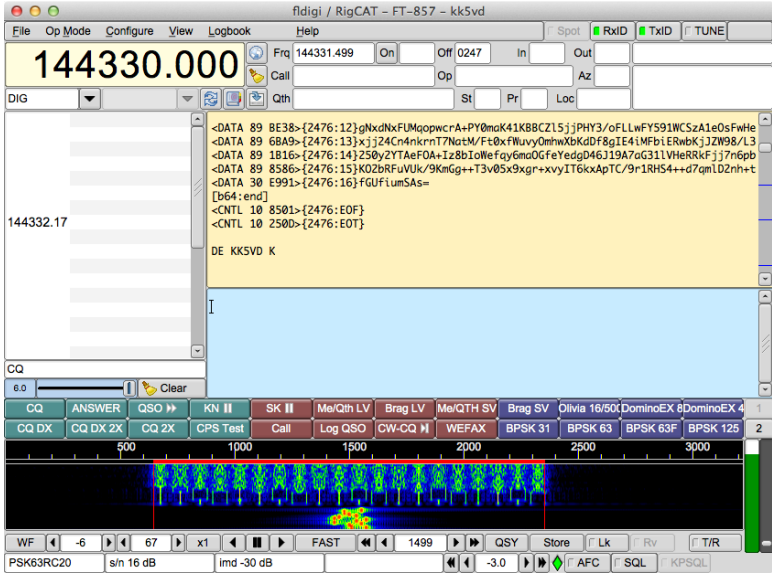 fldigi / RigCAT - FT-857 - kk5vd
File Op Mode Configure View Logbook Help Spot RxID TxID TUNE
144330.000 Frq 144331.499 On Off 0247 In Out
Call Op Az
DIG Qth St Pr Loc
<DATA 89 BE38>{2476:12}gNxdNxFUMqopwcrA+PY0maK41KBBCZl5jjPHY3/oFLLwFY591WCSzA1eOsFwHe
<DATA 89 6BA9>{2476:13}xjj24Cn4nkrnT7NatM/Ft0xfWuvyOmhwXbKdDf8gIE4iMFbiERwbKjJZW98/L3
<DATA 89 1B16>{2476:14}Z50y2YTAeFOA+Iz8bIoWefqy6maOGfeYedgD46J19A7aG31lVHeRRkFjj7n6pb
<DATA 89 8586>{2476:15}KO2bRFuVUk/9KmGg++T3v05x9xgr+xvyIT6kxApTC/9r1RHS4++d7qmlD2nh+t
<DATA 30 E991>{2476:16}fGUfiumSAs=
[b64:end]
<CNTL 10 8501>{2476:EOF}
<CNTL 10 250D>{2476:EOT}
144332.17
DE KK5VD K
CQ
6.0 Clear
CQ ANSWER QSO KN SK Me/Qth LV Brag LV Me/QTH SV Brag SV Olivia 16/500 DominoEX 8 DominoEX 4 1
CQ DX CQ DX 2X CQ 2X CPS Test Call Log QSO CW-CQ WEFAX BPSK 31 BPSK 63 BPSK 63F BPSK 125 2
500 1000 1500 2000 2500 3000
WF -6 67 x1 FAST 1499 QSY Store Lk Rv T/R
PSK63RC20 s/n 16 dB imd -30 dB -3.0 AFC SQL KPSQL